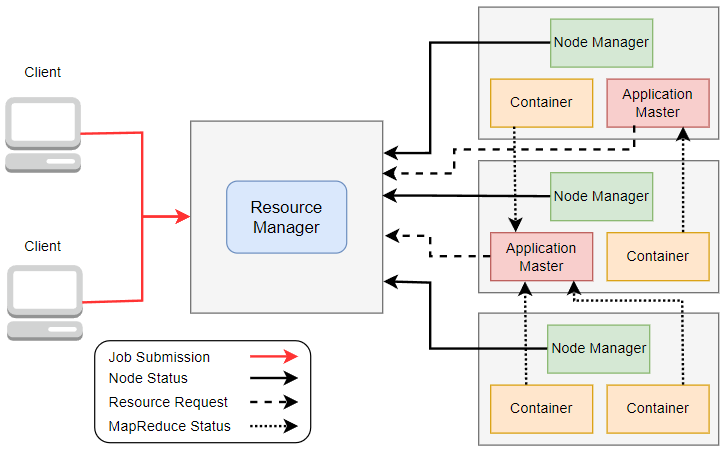 Client
Client
Resource
Manager
Node Manager
Container
Application
Master
Node Manager
Application
Master
Container
Node Manager
Container
Container
Job Submission
Node Status
Resource Request
MapReduce Status